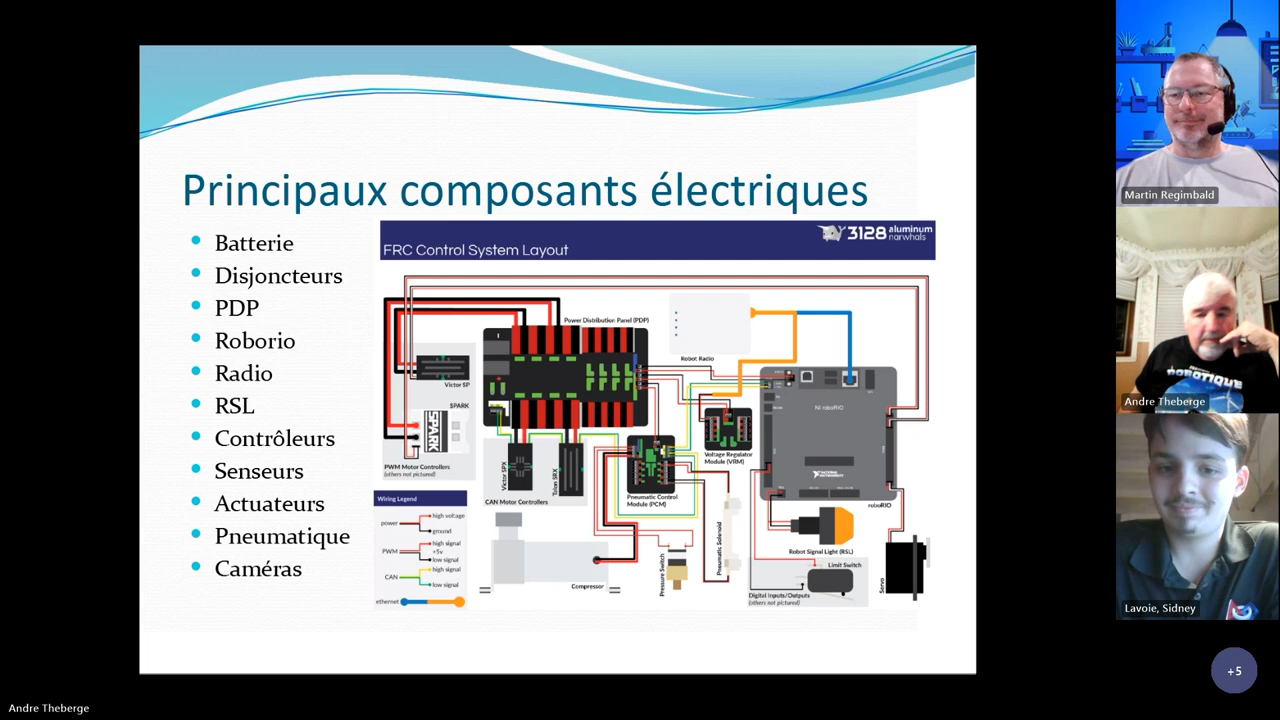 Principaux composants électriques
Batterie
Disjoncteurs
PDP
Roborio
Radio
RSL
Contrôleurs
Senseurs
Actuateurs
Pneumatique
Caméras
3128 aluminum
narwhals
FRC Control System Layout
Power Distribution Panel (PDP)
Robot Radio
Victor SP
SPARK
SPARK
PWM Motor Controllers
(others not pictured)
NI roboRIO
Voltage Regulator
Module (VRM)
Victor SPX
Talon SRX
CAN Motor Controllers
Pneumatic Control
Module (PCM)
NATIONAL
INSTRUMENTS
roboRIO
Wiring Legend
power
high voltage
ground
PWM
high signal
+5v
low signal
CAN
high signal
low signal
ethernet
Compressor
Pressure Switch
Pneumatic Solenoid
Robot Signal Light (RSL)
Limit Switch
Digital Inputs/Outputs
(others not pictured)
Servo
Martin Regimbald
ROBOTIQUE
Andre Theberge
Lavoie, Sidney
+5
Andre Theberge